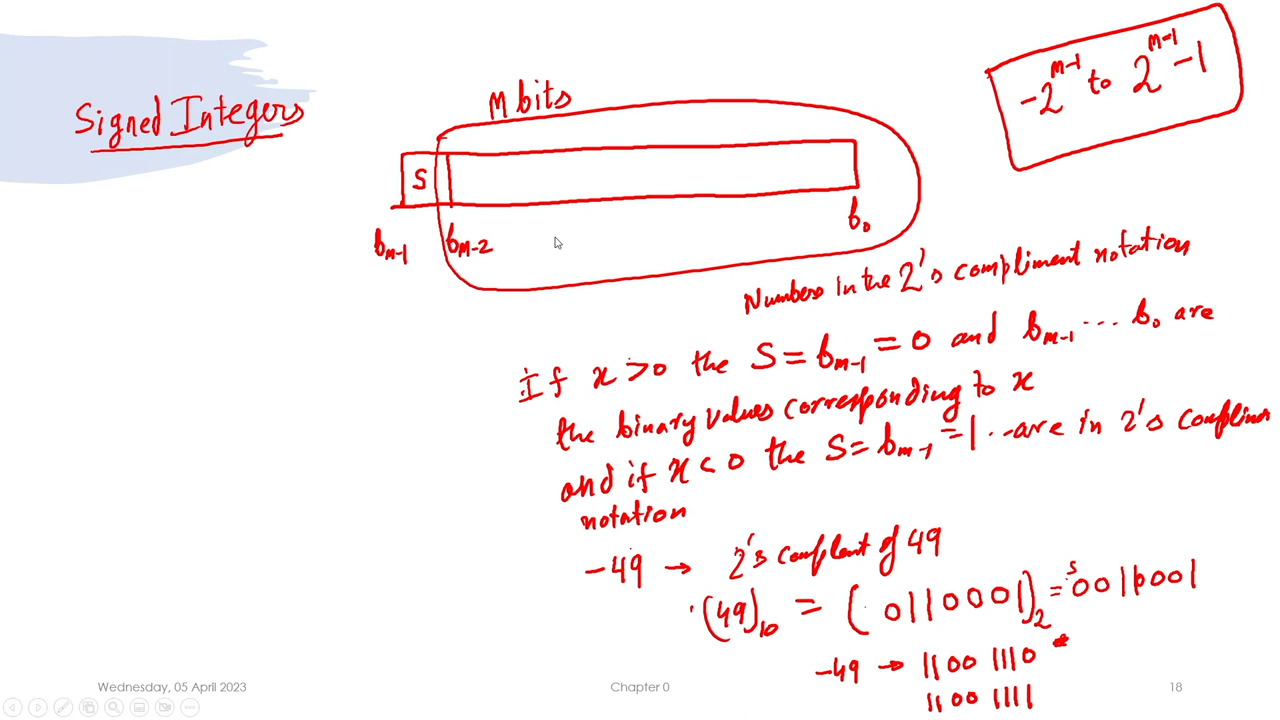 Signed Integers
M bits
-2^{M-1} to 2^{M-1} - 1
S
b_{M-1} b_{M-2} b_0
Numbers in the 2's compliment notation
If x > 0 the S = b_{M-1} = 0 and b_{M-1} ... b_0 are
the binary values corresponding to x
and if x < 0 the S = b_{M-1} = 1 .. are in 2's
notation
-49 → 2's of 49
(49)_{10} = (0110001)_2 = 00110001
S
-49 → 1100 1110
1100 1111
Wednesday, 05 April 2023 Chapter 0 18